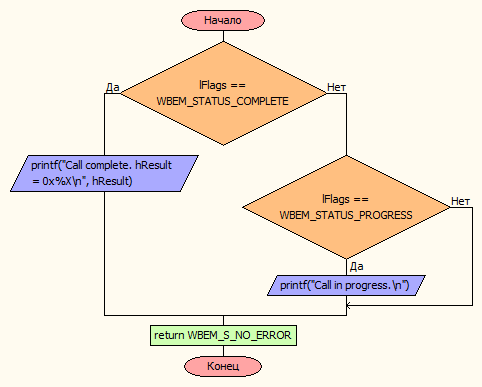 Начало
Да
lFlags ==
WBEM_STATUS_COMPLETE
Нет
printf("Call complete. hResult
= 0x%X\n", hResult)
lFlags ==
WBEM_STATUS_PROGRESS
Нет
Да
printf("Call in progress.\n")
return WBEM_S_NO_ERROR
Конец